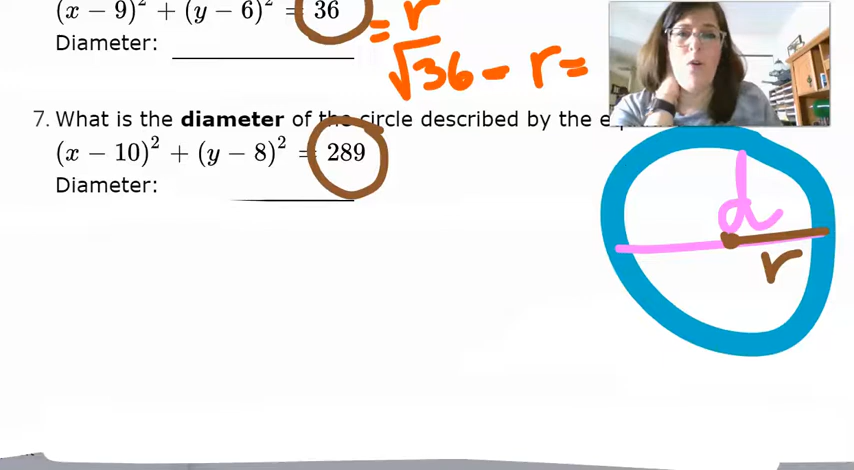 (x − 9)² + (y − 6)² = 36
= r
Diameter:
√36 - r =
7. What is the diameter of the circle described by the e
(x − 10)² + (y − 8)² = 289
Diameter:
d
r